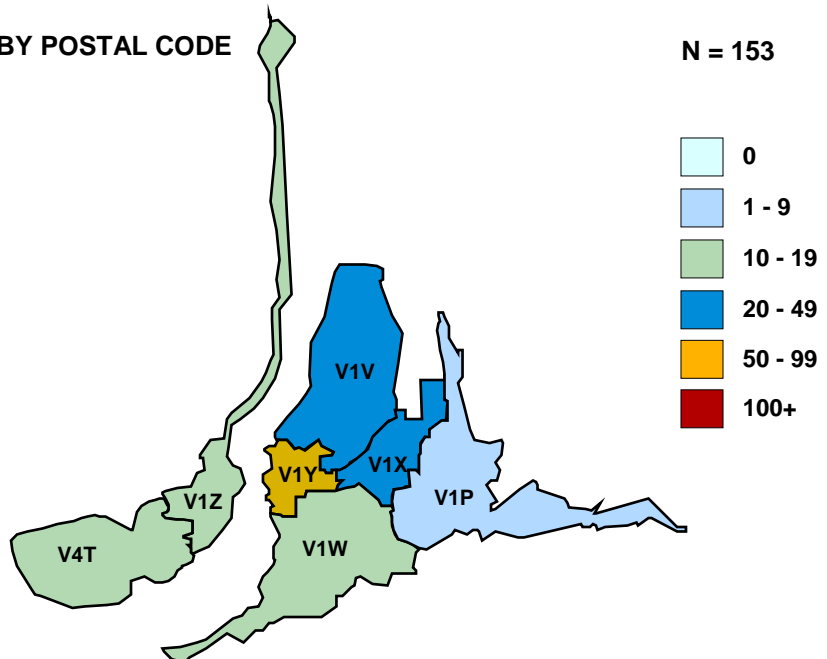 BY POSTAL CODE
N = 153
0
1 - 9
10 - 19
20 - 49
50 - 99
100+
V1V
V1X
V1Y
V1P
V1Z
V1W
V4T